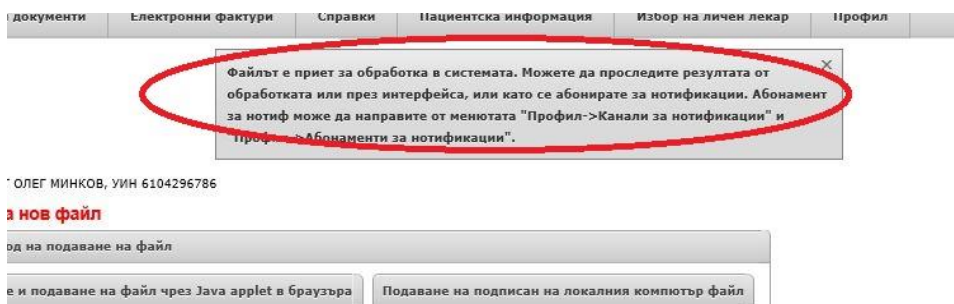 документи Електронни фактури Справки Пациентска информация Избор на личен лекар Профил
Файлът е приет за обработка в системата. Можете да проследите резултата от
обработката или през интерфейса, или като се абонирате за нотификации. Абонамент
за нотиф може да направите от менютата "Профил->Канали за нотификации" и
"Профил->Абонаменти за нотификации".
ОЛЕГ МИНКОВ, УИН 6104296786
а нов файл
од на подаване на файл
е и подаване на файл чрез Java applet в браузъра Подаване на подписан на локалния компютър файл